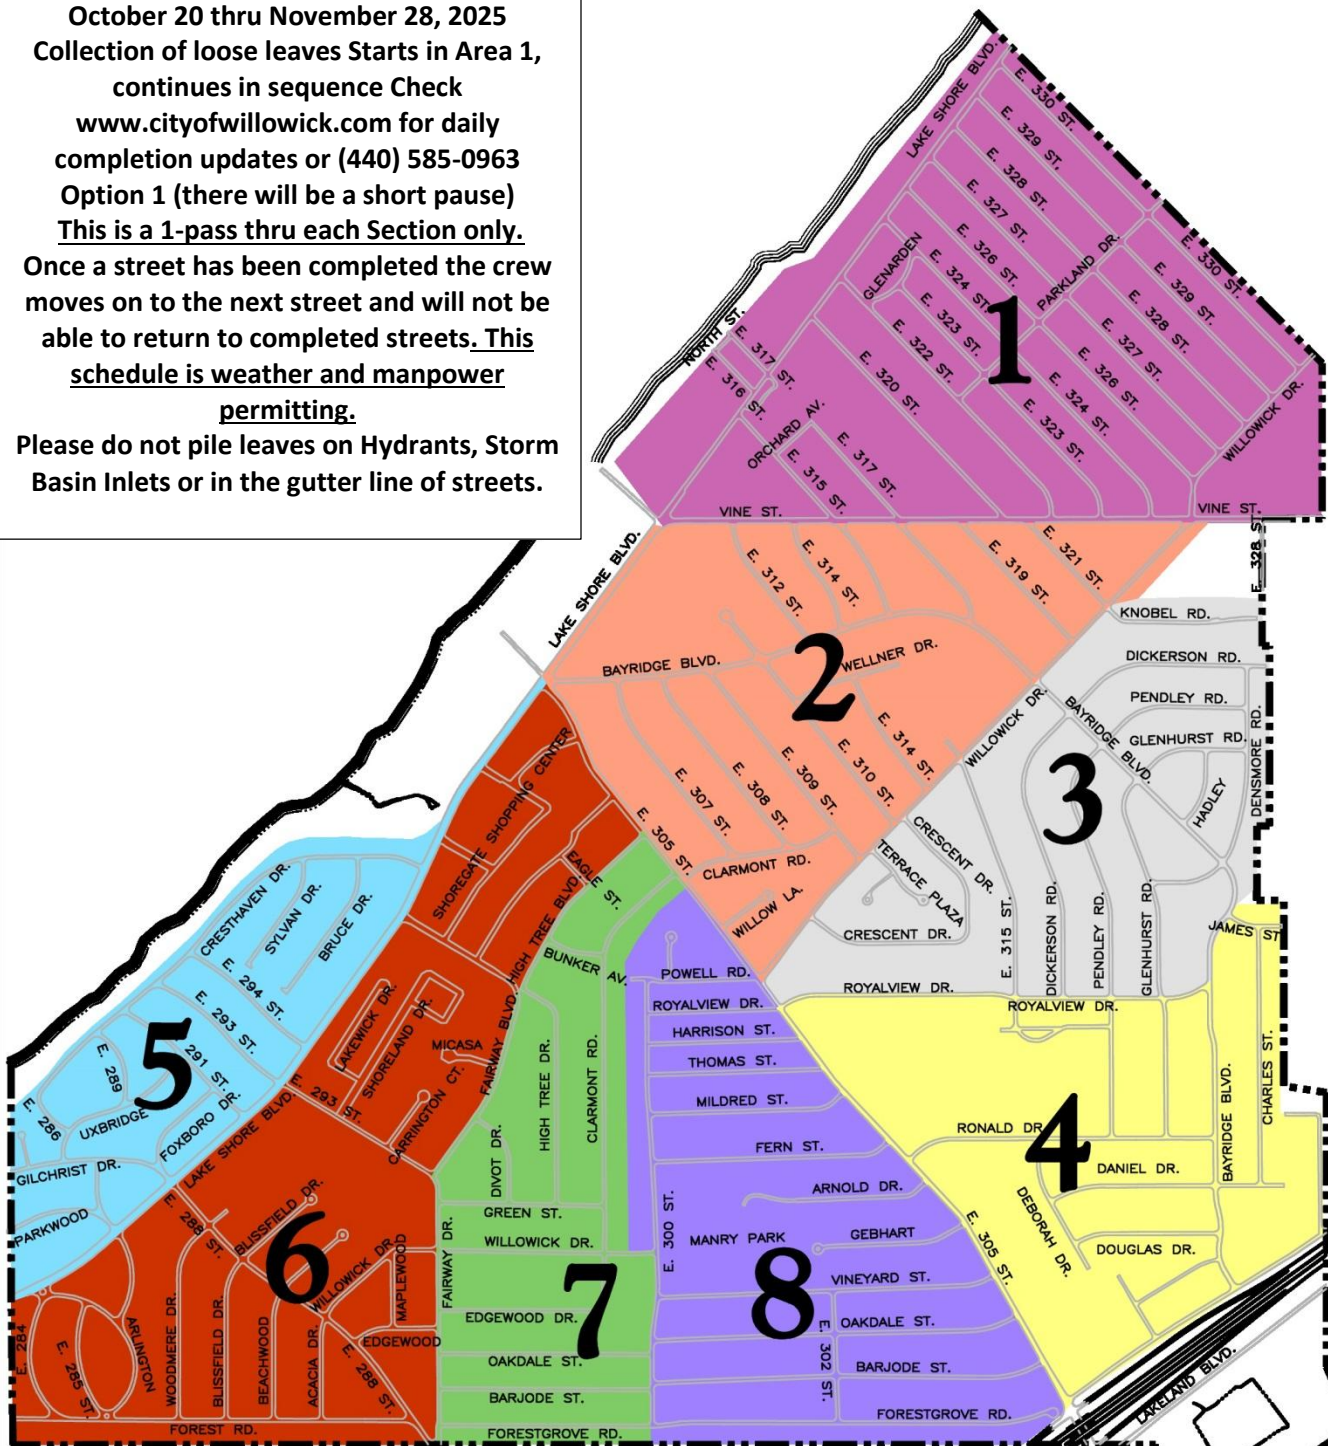 October 20 thru November 28, 2025
Collection of loose leaves Starts in Area 1,
continues in sequence Check
www.cityofwillowick.com for daily
completion updates or (440) 585-0963
Option 1 (there will be a short pause)
This is a 1-pass thru each Section only.
Once a street has been completed the crew
moves on to the next street and will not be
able to return to completed streets. This
schedule is weather and manpower
permitting.
Please do not pile leaves on Hydrants, Storm
Basin Inlets or in the gutter line of streets.
LAKE SHORE BLVD.
E. 330 ST.
E. 329 ST.
E. 328 ST.
E. 327 ST.
E. 326 ST.
GLENARDEN
E. 324 ST.
E. 323 ST.
E. 322 ST.
E. 320 ST.
PARKLAND DR.
E. 330 ST.
E. 329 ST.
E. 328 ST.
E. 327 ST.
E. 326 ST.
E. 324 ST.
E. 323 ST.
WILLOWICK DR.
1
NORTH ST.
E. 317 ST.
E. 316 ST.
ORCHARD AV.
E. 317 ST.
E. 315 ST.
VINE ST.
VINE ST.
E. 328 ST.
LAKE SHORE BLVD.
E. 312 ST.
E. 314 ST.
E. 319 ST.
E. 321 ST.
BAYRIDGE BLVD.
WELLNER DR.
2
E. 314 ST.
E. 310 ST.
E. 309 ST.
E. 308 ST.
E. 307 ST.
E. 305 ST.
CLARMONT RD.
WILLOW LA.
WILLOWICK DR.
KNOBEL RD.
DICKERSON RD.
PENDLEY RD.
BAYRIDGE BLVD.
GLENHURST RD.
DENSMORE RD.
HADLEY
3
CRESCENT DR.
TERRACE PLAZA
CRESCENT DR.
E. 315 ST.
DICKERSON RD.
PENDLEY RD.
GLENHURST RD.
JAMES ST
ROYALVIEW DR.
ROYALVIEW DR.
RONALD DR.
4
DANIEL DR.
DEBORAH DR.
DOUGLAS DR.
BAYRIDGE BLVD.
CHARLES ST.
E. 305 ST.
LAKELAND BLVD.
CRESTHAVEN DR.
SYLVAN DR.
BRUCE DR.
E. 294 ST.
E. 293 ST.
291 ST.
E. 289
5
E. 286
UXBRIDGE
FOXBORO DR.
GILCHRIST DR.
PARKWOOD
LAKE SHORE BLVD.
SHOREGATE SHOPPING CENTER
EAGLE ST.
HIGH TREE BLVD.
LAKEWICK DR.
SHORELAND DR.
MICASA
FAIRWAY BLVD.
E. 293 ST.
CARRINGTON CT.
E. 288 ST.
BLISSFIELD DR.
6
WILLOWICK DR.
MAPLEWOOD
EDGEWOOD
E. 284
E. 285 ST.
ARLINGTON
WOODMERE DR.
BLISSFIELD DR.
BEACHWOOD
ACACIA DR.
E. 288 ST.
FOREST RD.
BUNKER AV.
HIGH TREE DR.
CLARMONT RD.
DIVOT DR.
GREEN ST.
WILLOWICK DR.
FAIRWAY DR.
7
EDGEWOOD DR.
OAKDALE ST.
BARJODE ST.
FORESTGROVE RD.
POWELL RD.
ROYALVIEW DR.
HARRISON ST.
THOMAS ST.
MILDRED ST.
FERN ST.
ARNOLD DR.
E. 300 ST.
MANRY PARK
GEBHART
8
VINEYARD ST.
OAKDALE ST.
E. 302 ST.
BARJODE ST.
FORESTGROVE RD.